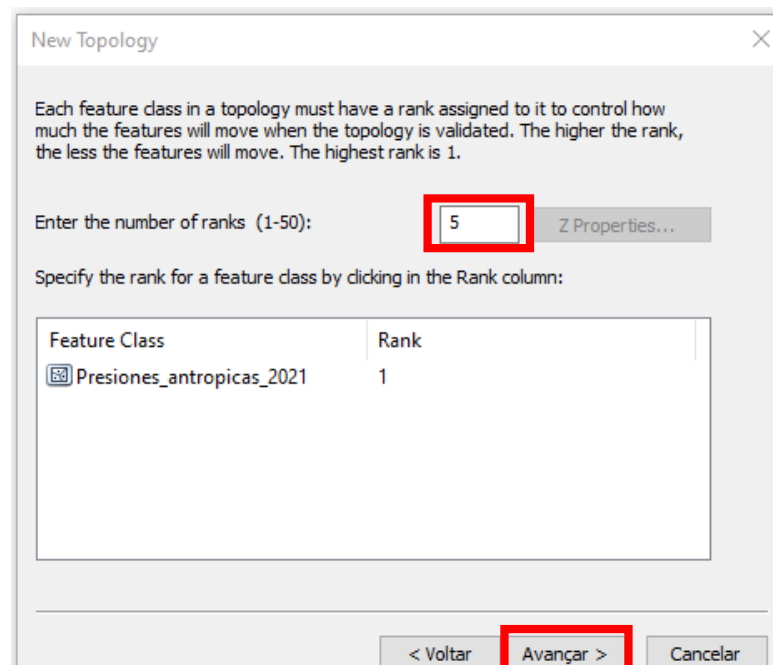 New Topology
Each feature class in a topology must have a rank assigned to it to control how
much the features will move when the topology is validated. The higher the rank,
the less the features will move. The highest rank is 1.
Enter the number of ranks (1-50): 5 Z Properties...
Specify the rank for a feature class by clicking in the Rank column:
Feature Class Rank
Presiones_antropicas_2021 1
< Voltar Avançar > Cancelar